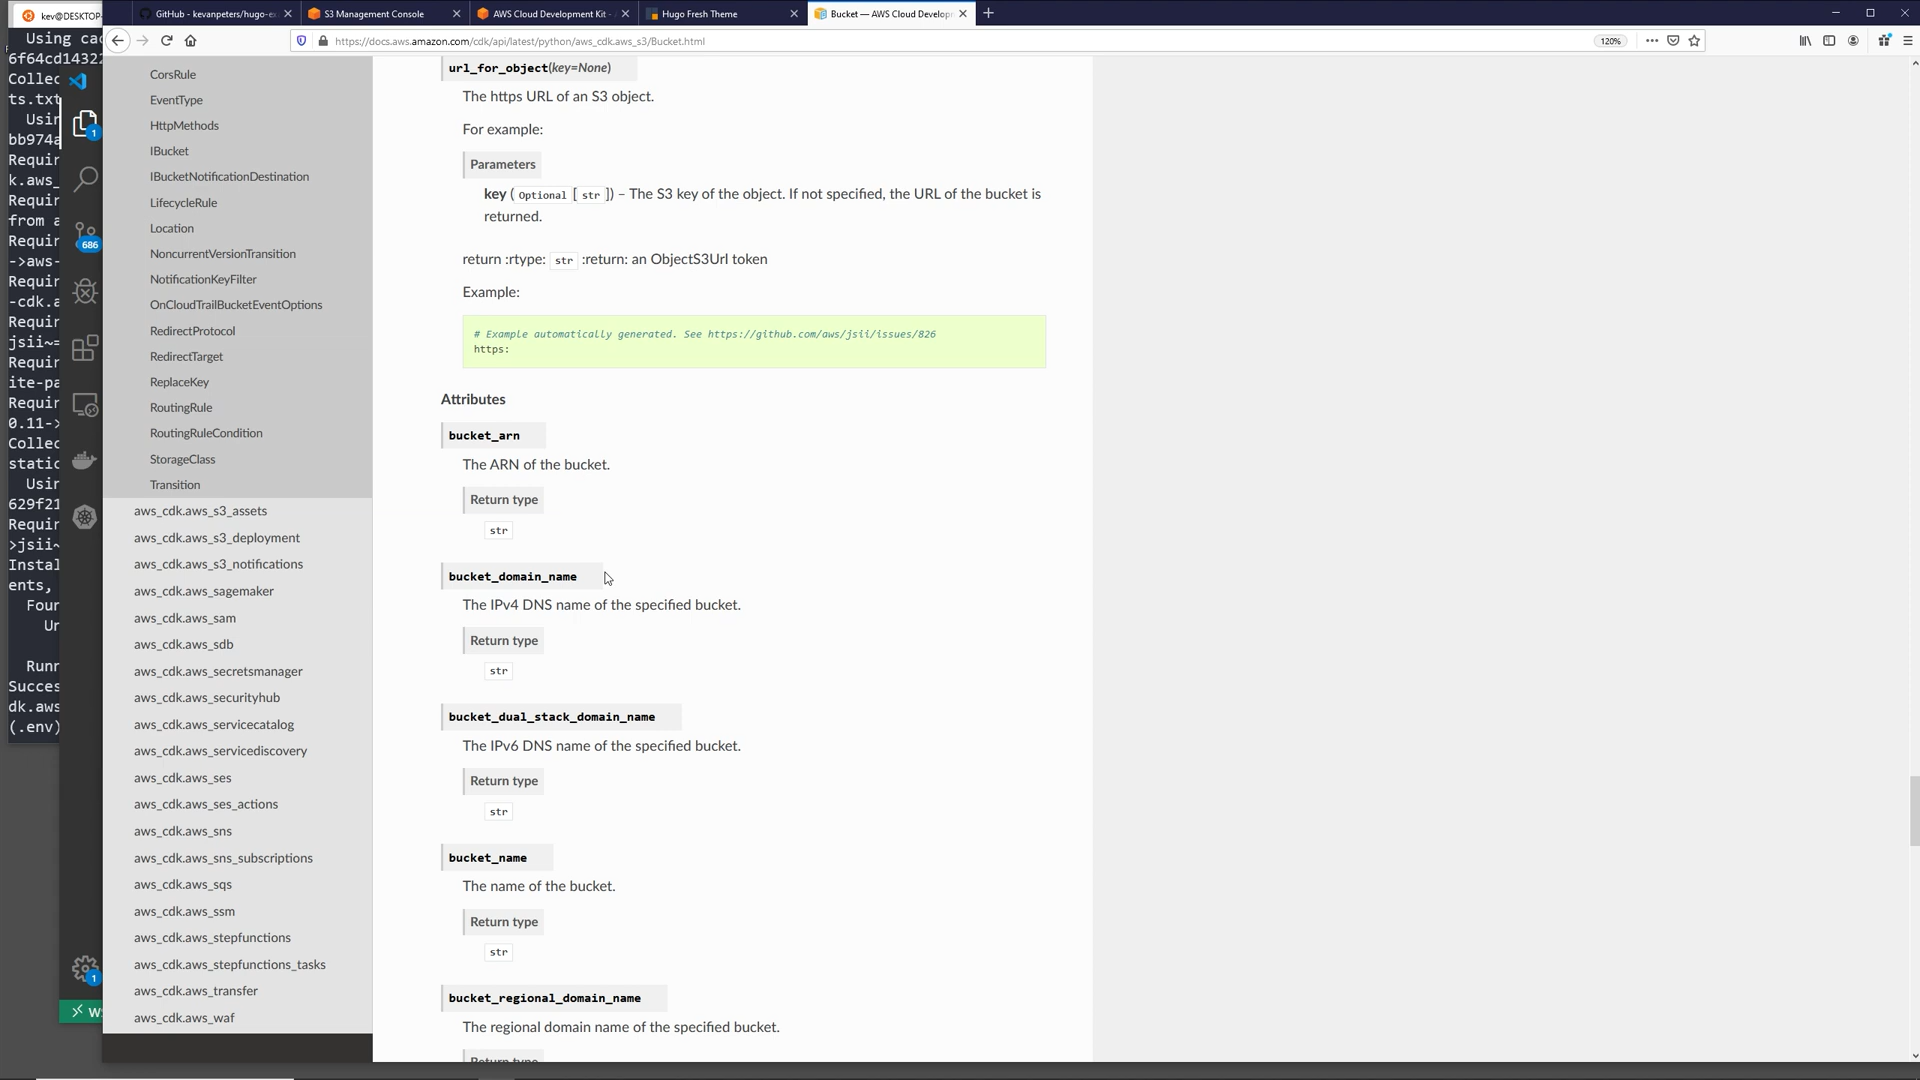 kev@DESKTOP
GitHub - kevanpeters/hugo-ex
S3 Management Console
AWS Cloud Development Kit -
Hugo Fresh Theme
Bucket — AWS Cloud Develop
https://docs.aws.amazon.com/cdk/api/latest/python/aws_cdk.aws_s3/Bucket.html
120%
Using cac
6f64cd14322
Collec
ts.txt
Usin
bb974a
Requir
k.aws_
Requir
from a
Requir
->aws-
Requir
-cdk.a
Requir
jsii~=
Requir
ite-pa
Requir
0.11->
Collec
static
Usin
629f21
Requir
>jsii~
Instal
ents,
Four
Ur
Runn
Succes
dk.aws
(.env)
1
686
1
W
CorsRule
EventType
HttpMethods
IBucket
IBucketNotificationDestination
LifecycleRule
Location
NoncurrentVersionTransition
NotificationKeyFilter
OnCloudTrailBucketEventOptions
RedirectProtocol
RedirectTarget
ReplaceKey
RoutingRule
RoutingRuleCondition
StorageClass
Transition
aws_cdk.aws_s3_assets
aws_cdk.aws_s3_deployment
aws_cdk.aws_s3_notifications
aws_cdk.aws_sagemaker
aws_cdk.aws_sam
aws_cdk.aws_sdb
aws_cdk.aws_secretsmanager
aws_cdk.aws_securityhub
aws_cdk.aws_servicecatalog
aws_cdk.aws_servicediscovery
aws_cdk.aws_ses
aws_cdk.aws_ses_actions
aws_cdk.aws_sns
aws_cdk.aws_sns_subscriptions
aws_cdk.aws_sqs
aws_cdk.aws_ssm
aws_cdk.aws_stepfunctions
aws_cdk.aws_stepfunctions_tasks
aws_cdk.aws_transfer
aws_cdk.aws_waf
url_for_object(key=None)
The https URL of an S3 object.
For example:
Parameters
key ( Optional [ str ]) – The S3 key of the object. If not specified, the URL of the bucket is
returned.
return :rtype: str :return: an ObjectS3Url token
Example:
# Example automatically generated. See https://github.com/aws/jsii/issues/826
https:
Attributes
bucket_arn
The ARN of the bucket.
Return type
str
bucket_domain_name
The IPv4 DNS name of the specified bucket.
Return type
str
bucket_dual_stack_domain_name
The IPv6 DNS name of the specified bucket.
Return type
str
bucket_name
The name of the bucket.
Return type
str
bucket_regional_domain_name
The regional domain name of the specified bucket.
Return type